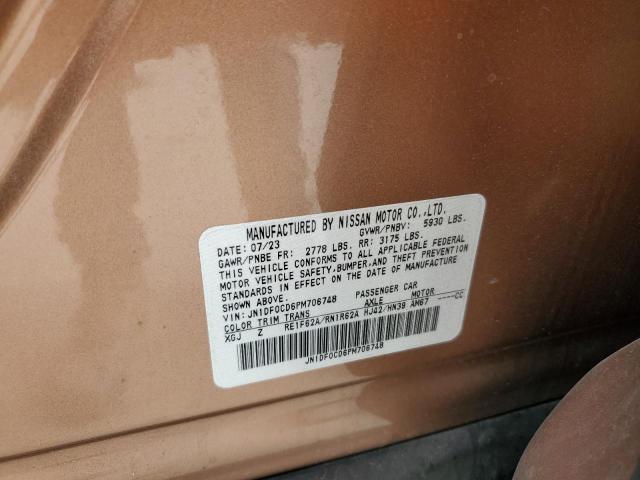 MANUFACTURED BY NISSAN MOTOR CO.,LTD.
DATE: 07/23 GVWR/PNBV: 5930 LBS.
GAWR/PNBE FR: 2778 LBS. RR: 3175 LBS.
THIS VEHICLE CONFORMS TO ALL APPLICABLE FEDERAL
MOTOR VEHICLE SAFETY,BUMPER,AND THEFT PREVENTION
STANDARDS IN EFFECT ON THE DATE OF MANUFACTURE
SHOWN ABOVE.
VIN: JN1DF0CD6PM706748 PASSENGER CAR
COLOR TRIM TRANS AXLE MOTOR ----CC
XGJ Z RE1F62A/RN1R62A HJ42/HN39 AM67
JN1DF0CD6PM706748